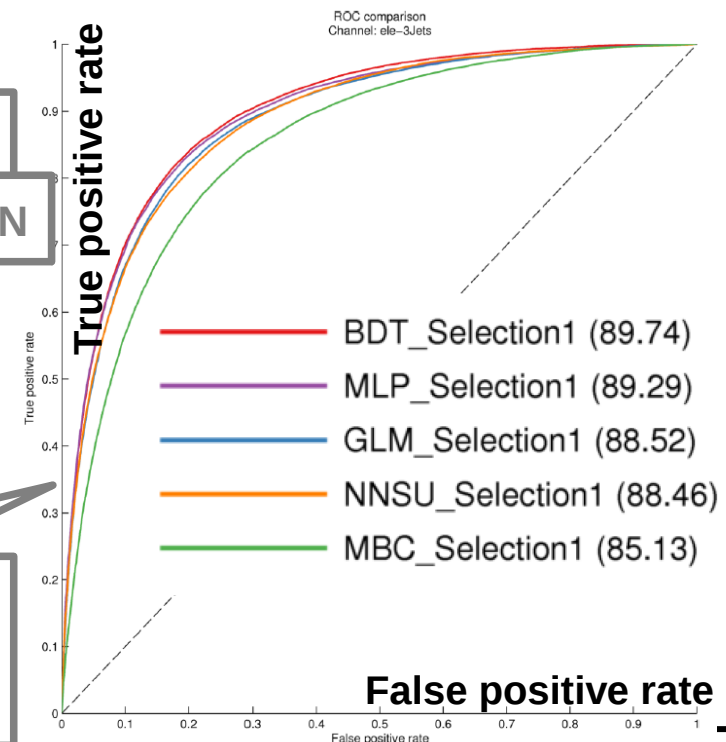 ROC comparison
Channel: ele-3Jets
True positive rate
True positive rate
N
1
0.9
0.6
0.5
0.4
0.3
0.2
0.1
0
BDT_Selection1 (89.74)
MLP_Selection1 (89.29)
GLM_Selection1 (88.52)
NNSU_Selection1 (88.46)
MBC_Selection1 (85.13)
False positive rate
0 0.1 0.2 0.3 0.4 0.5 0.6 0.7 0.8 0.9 1
False positive rate